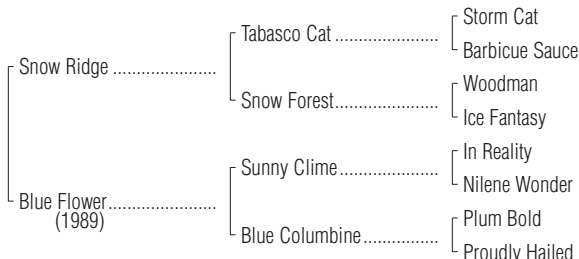 Storm Cat
Tabasco Cat ......................
Barbicue Sauce
Snow Ridge ......................
Woodman
Snow Forest......................
Ice Fantasy
In Reality
Sunny Clime......................
Nilene Wonder
Blue Flower......................
(1989)
Plum Bold
Blue Columbine................
Proudly Hailed